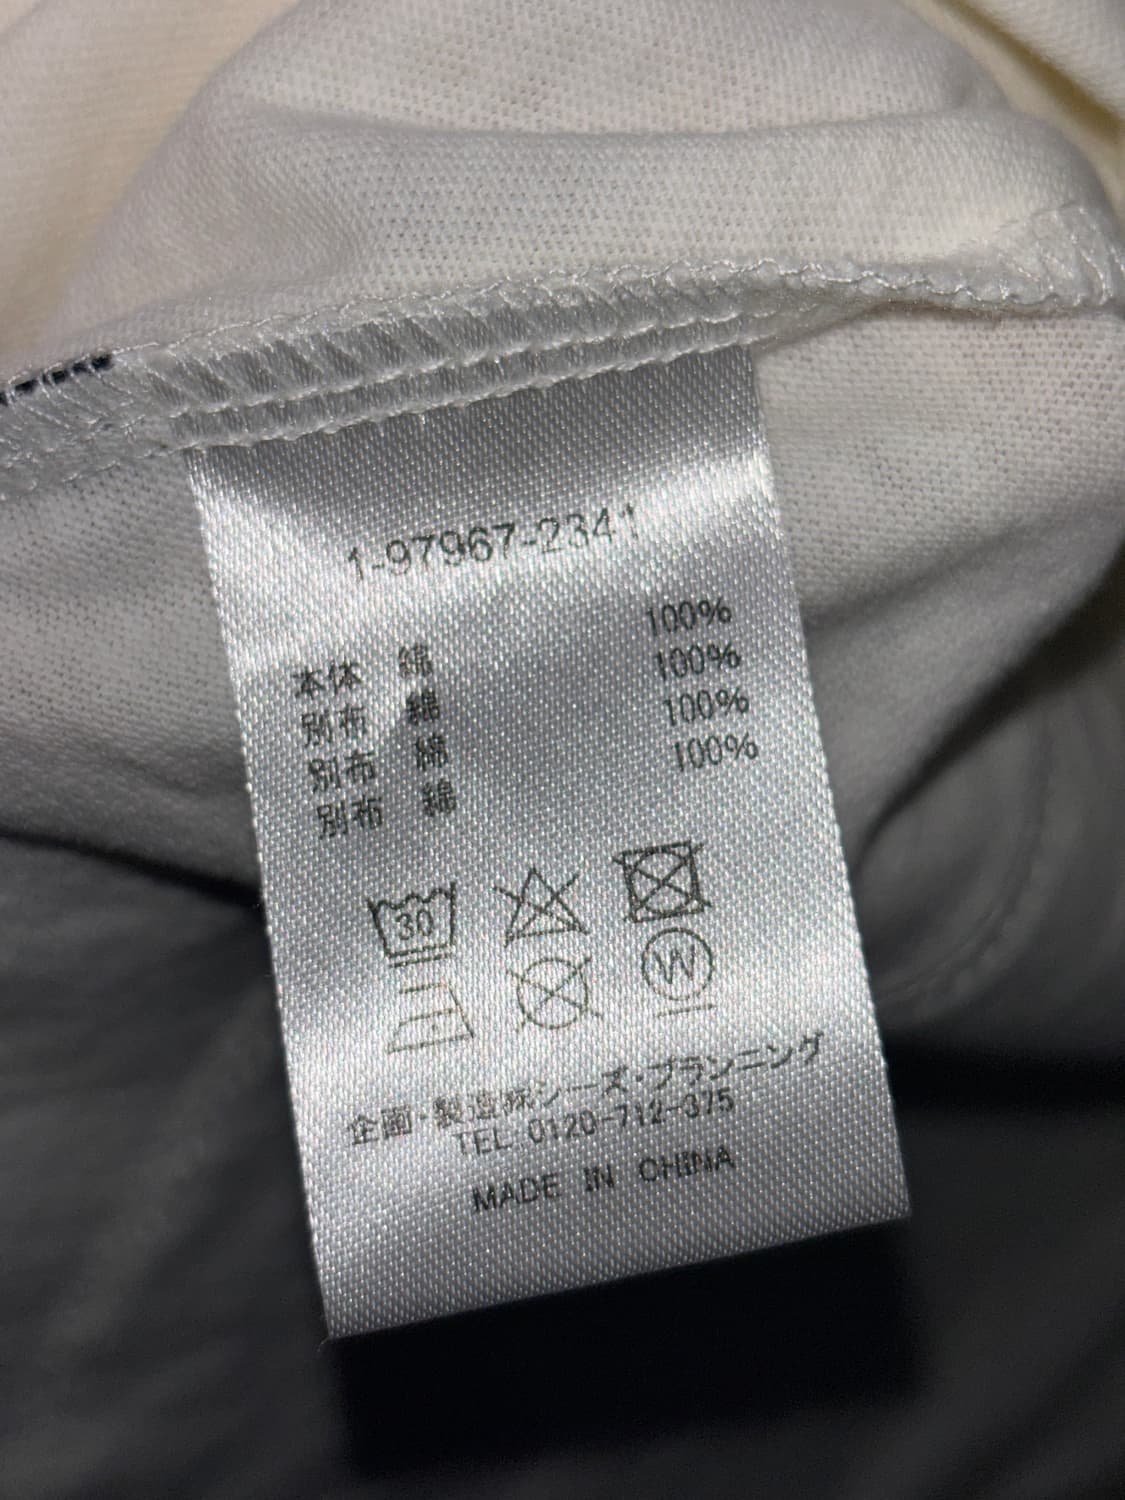 1-97967-2341
本体 綿 100%
別布 綿 100%
別布 綿 100%
別布 綿 100%
30
W
企画・製造㈱シーズ・プランニング
TEL 0120-712-375
MADE IN CHINA